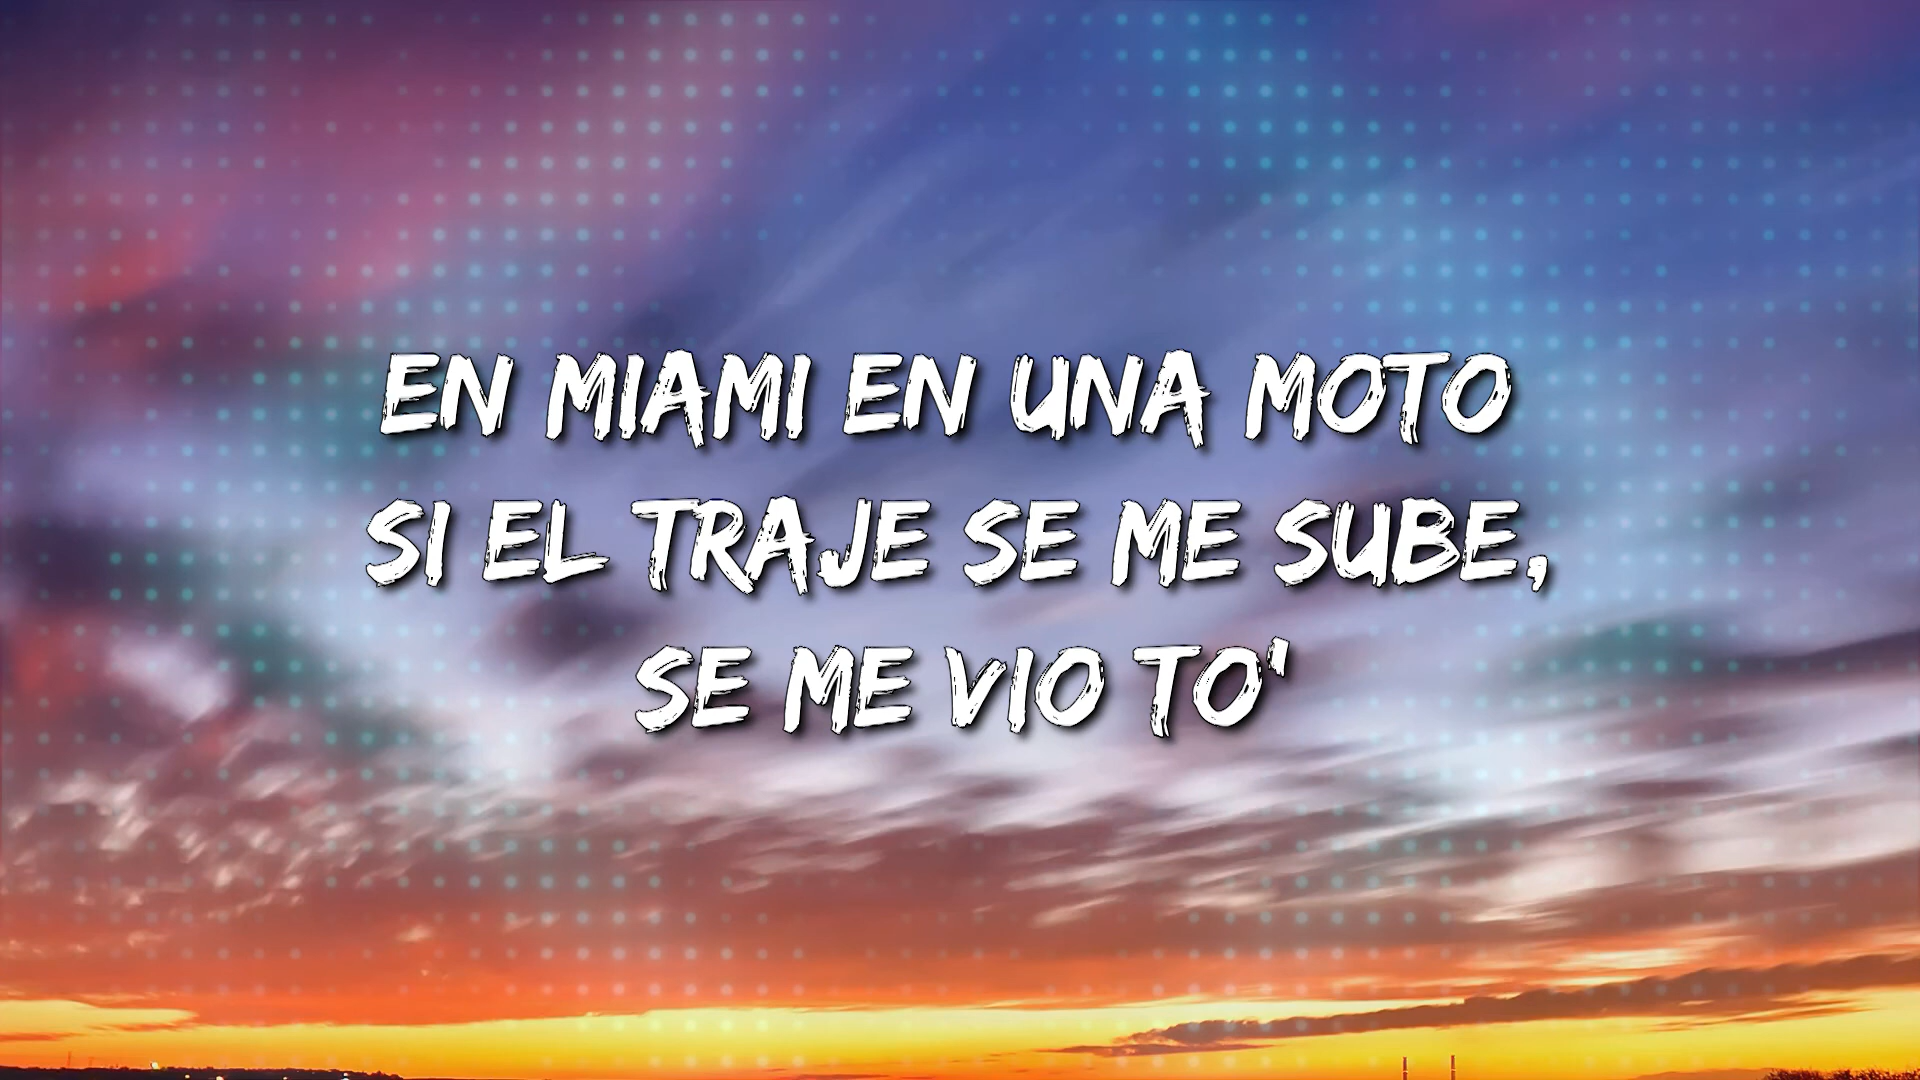 EN MIAMI EN UNA MOTO
SI EL TRAJE SE ME SUBE,
SE ME VIO TO'